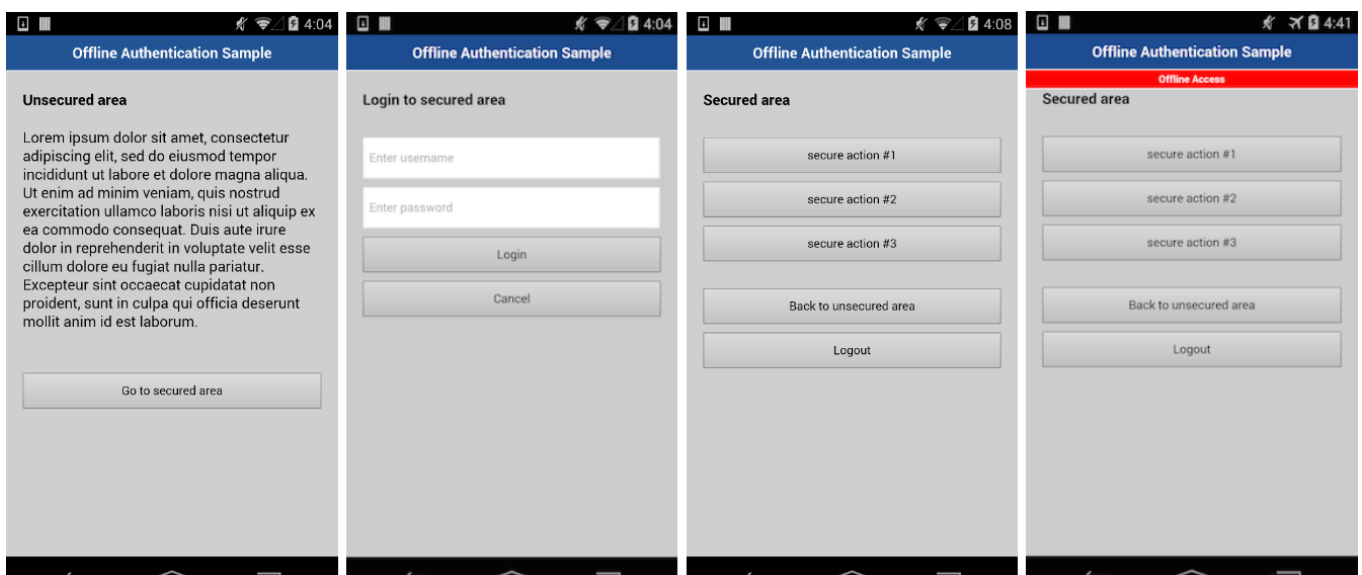 4:04
Offline Authentication Sample
Unsecured area
Lorem ipsum dolor sit amet, consectetur
adipiscing elit, sed do eiusmod tempor
incididunt ut labore et dolore magna aliqua.
Ut enim ad minim veniam, quis nostrud
exercitation ullamco laboris nisi ut aliquip ex
ea commodo consequat. Duis aute irure
dolor in reprehenderit in voluptate velit esse
cillum dolore eu fugiat nulla pariatur.
Excepteur sint occaecat cupidatat non
proident, sunt in culpa qui officia deserunt
mollit anim id est laborum.
Go to secured area
4:04
Offline Authentication Sample
Login to secured area
Enter username
Enter password
Login
Cancel
4:08
Offline Authentication Sample
Secured area
secure action #1
secure action #2
secure action #3
Back to unsecured area
Logout
4:41
Offline Authentication Sample
Offline Access
Secured area
secure action #1
secure action #2
secure action #3
Back to unsecured area
Logout